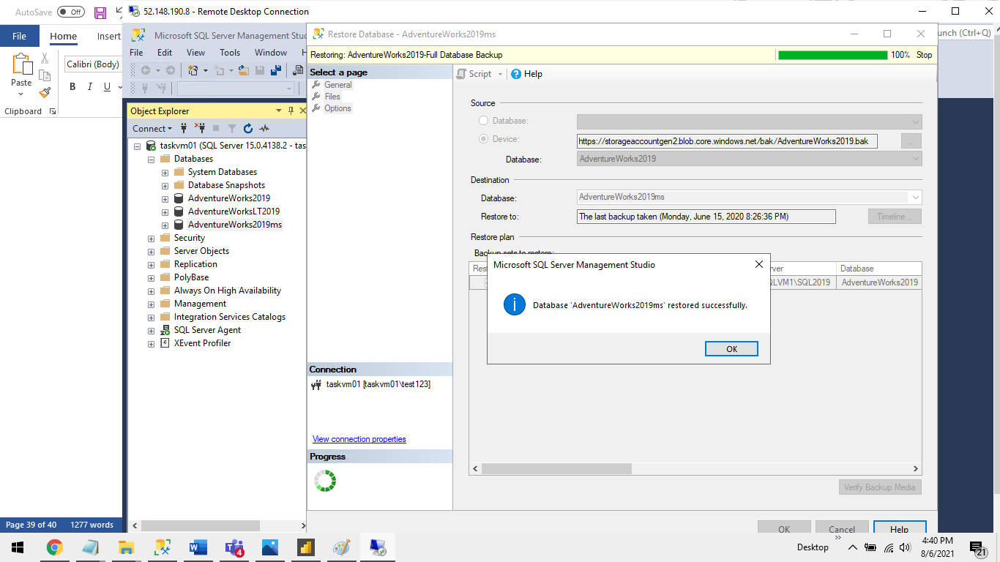 AutoSave Off
52.148.190.8 - Remote Desktop Connection
File Home Insert
unch (Ctrl+Q)
Paste
Calibri (Body)
B I U
Clipboard
Microsoft SQL Server Management Stu
File Edit View Tools Window H
Object Explorer
Connect
taskvm01 (SQL Server 15.0.4138.2 - tas
Databases
System Databases
Database Snapshots
AdventureWorks2019
AdventureWorksLT2019
AdventureWorks2019ms
Security
Server Objects
Replication
PolyBase
Always On High Availability
Management
Integration Services Catalogs
SQL Server Agent
XEvent Profiler
Restore Database - AdventureWorks2019ms
Restoring: AdventureWorks2019-Full Database Backup
100% Stop
Select a page
General
Files
Options
Script Help
Source
Database:
Device: https://storageaccountgen2.blob.core.windows.net/bak/AdventureWorks2019.bak ...
Database: AdventureWorks2019
Destination
Database: AdventureWorks2019ms
Restore to: The last backup taken (Monday, June 15, 2020 8:26:36 PM) Timeline...
Restore plan
Backup sets to restore:
Res rver Database
QLVM1\SQL2019 AdventureWorks2019
Microsoft SQL Server Management Studio
Database 'AdventureWorks2019ms' restored successfully.
OK
Connection
taskvm01 [taskvm01\test123]
View connection properties
Progress
Verify Backup Media
OK Cancel Help
Page 39 of 40 1277 words
4
Desktop
4:40 PM
8/6/2021
21